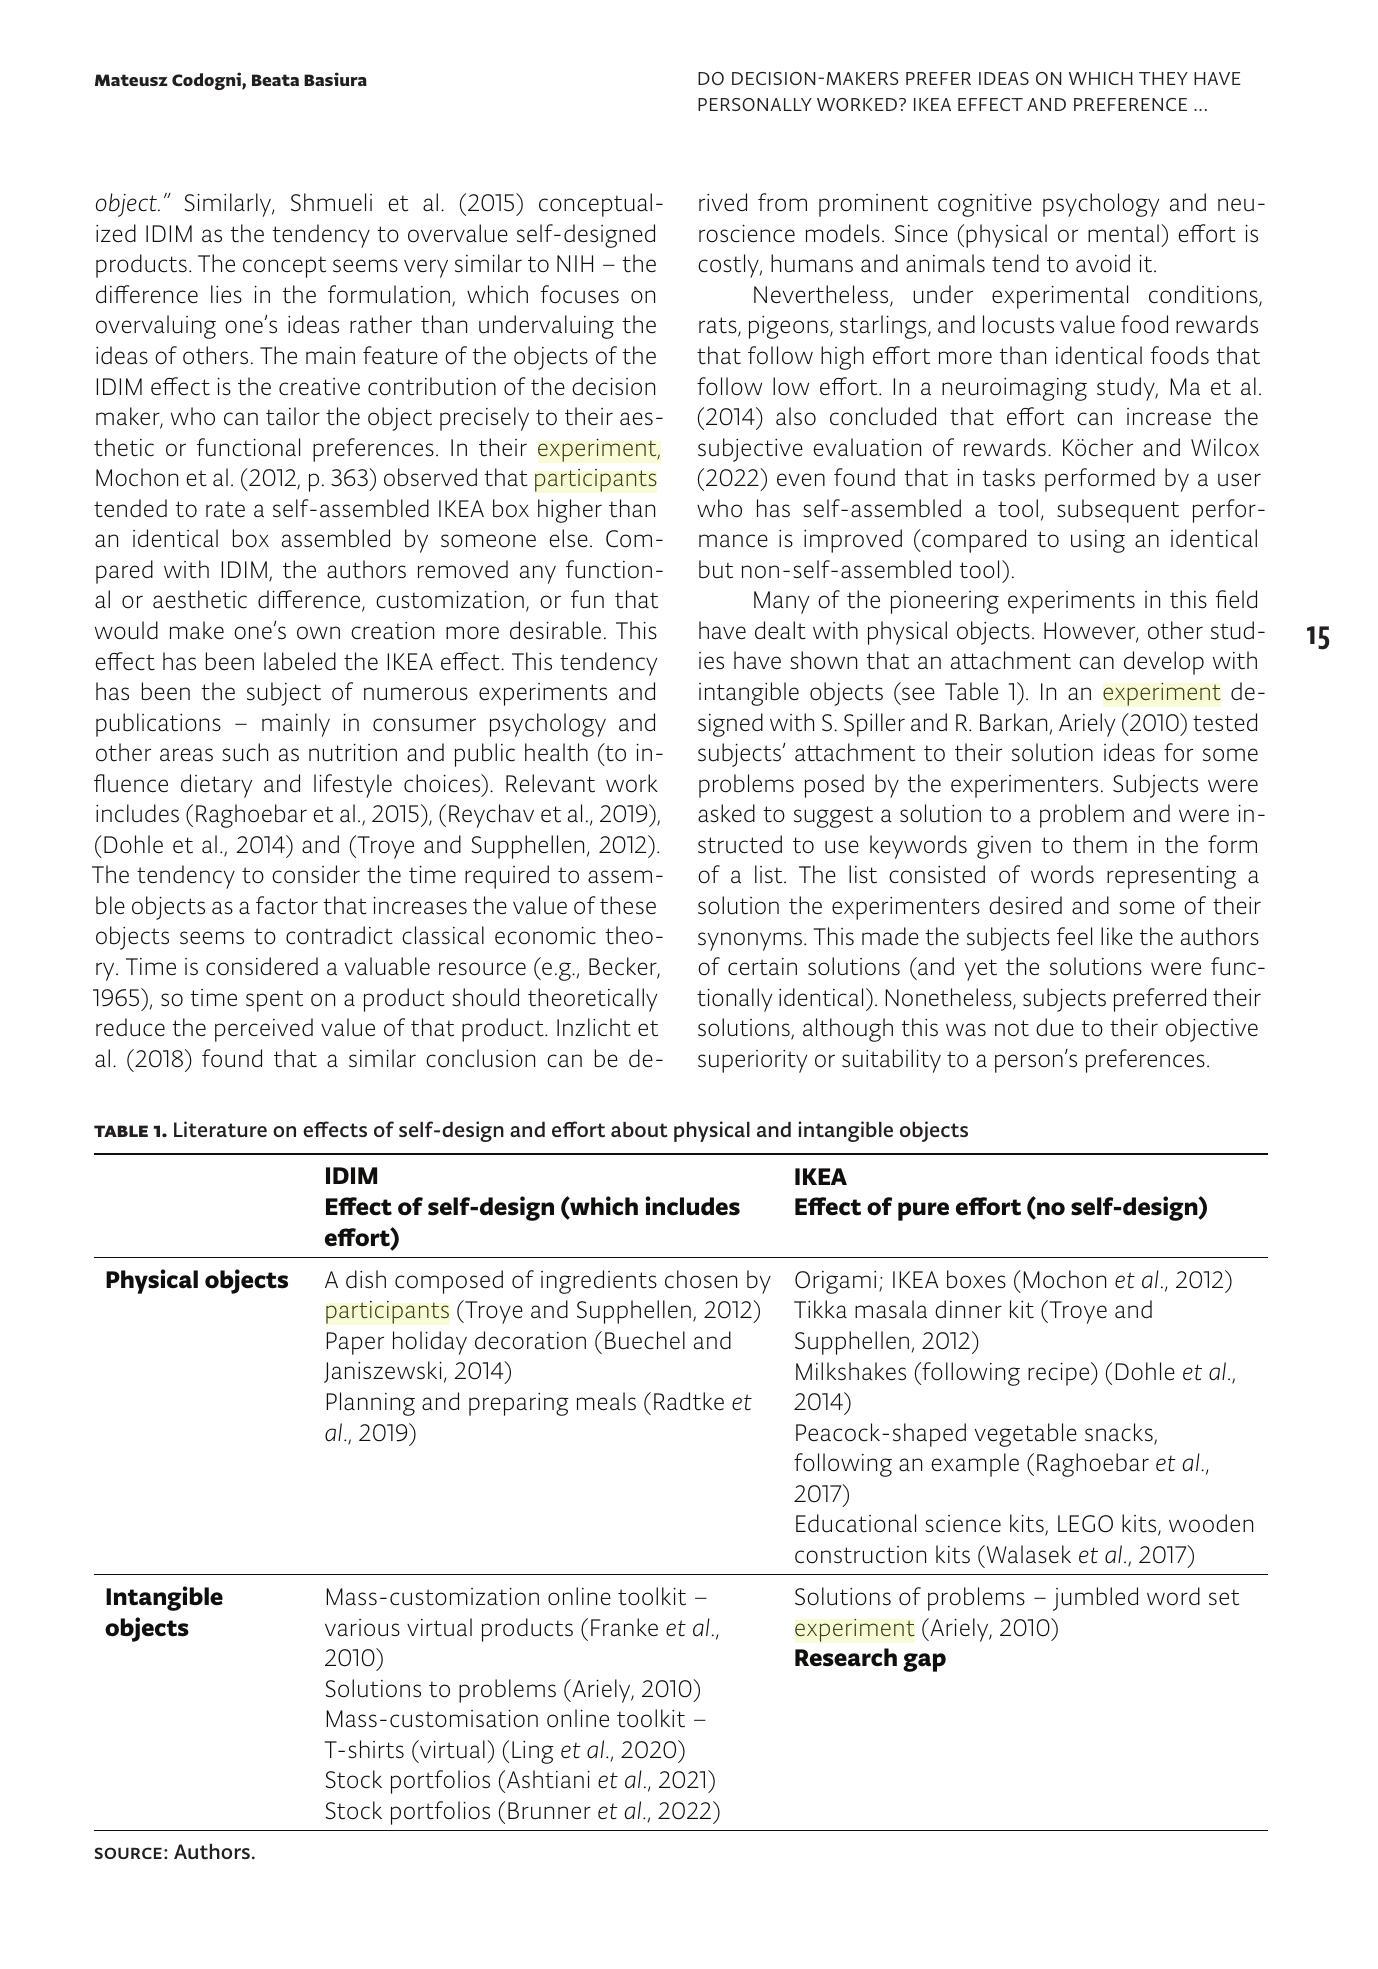 Mateusz Codogni, Beata Basiura
DO DECISION-MAKERS PREFER IDEAS ON WHICH THEY HAVE
PERSONALLY WORKED? IKEA EFFECT AND PREFERENCE ...
object.” Similarly, Shmueli et al. (2015) conceptual-
ized IDIM as the tendency to overvalue self-designed
products. The concept seems very similar to NIH – the
difference lies in the formulation, which focuses on
overvaluing one’s ideas rather than undervaluing the
ideas of others. The main feature of the objects of the
IDIM effect is the creative contribution of the decision
maker, who can tailor the object precisely to their aes-
thetic or functional preferences. In their experiment,
Mochon et al. (2012, p. 363) observed that participants
tended to rate a self-assembled IKEA box higher than
an identical box assembled by someone else. Com-
pared with IDIM, the authors removed any function-
al or aesthetic difference, customization, or fun that
would make one’s own creation more desirable. This
effect has been labeled the IKEA effect. This tendency
has been the subject of numerous experiments and
publications – mainly in consumer psychology and
other areas such as nutrition and public health (to in-
fluence dietary and lifestyle choices). Relevant work
includes (Raghoebar et al., 2015), (Reychav et al., 2019),
(Dohle et al., 2014) and (Troye and Supphellen, 2012).
The tendency to consider the time required to assem-
ble objects as a factor that increases the value of these
objects seems to contradict classical economic theo-
ry. Time is considered a valuable resource (e.g., Becker,
1965), so time spent on a product should theoretically
reduce the perceived value of that product. Inzlicht et
al. (2018) found that a similar conclusion can be de-
rived from prominent cognitive psychology and neu-
roscience models. Since (physical or mental) effort is
costly, humans and animals tend to avoid it.
Nevertheless, under experimental conditions,
rats, pigeons, starlings, and locusts value food rewards
that follow high effort more than identical foods that
follow low effort. In a neuroimaging study, Ma et al.
(2014) also concluded that effort can increase the
subjective evaluation of rewards. Köcher and Wilcox
(2022) even found that in tasks performed by a user
who has self-assembled a tool, subsequent perfor-
mance is improved (compared to using an identical
but non-self-assembled tool).
Many of the pioneering experiments in this field
have dealt with physical objects. However, other stud-
ies have shown that an attachment can develop with
intangible objects (see Table 1). In an experiment de-
signed with S. Spiller and R. Barkan, Ariely (2010) tested
subjects’ attachment to their solution ideas for some
problems posed by the experimenters. Subjects were
asked to suggest a solution to a problem and were in-
structed to use keywords given to them in the form
of a list. The list consisted of words representing a
solution the experimenters desired and some of their
synonyms. This made the subjects feel like the authors
of certain solutions (and yet the solutions were func-
tionally identical). Nonetheless, subjects preferred their
solutions, although this was not due to their objective
superiority or suitability to a person’s preferences.
15
TABLE 1. Literature on effects of self-design and effort about physical and intangible objects
IDIM
Effect of self-design (which includes
effort)
IKEA
Effect of pure effort (no self-design)
Physical objects
A dish composed of ingredients chosen by
participants (Troye and Supphellen, 2012)
Paper holiday decoration (Buechel and
Janiszewski, 2014)
Planning and preparing meals (Radtke et
al., 2019)
Origami; IKEA boxes (Mochon et al., 2012)
Tikka masala dinner kit (Troye and
Supphellen, 2012)
Milkshakes (following recipe) (Dohle et al.,
2014)
Peacock-shaped vegetable snacks,
following an example (Raghoebar et al.,
2017)
Educational science kits, LEGO kits, wooden
construction kits (Walasek et al., 2017)
Intangible
objects
Mass-customization online toolkit –
various virtual products (Franke et al.,
2010)
Solutions to problems (Ariely, 2010)
Mass-customisation online toolkit –
T-shirts (virtual) (Ling et al., 2020)
Stock portfolios (Ashtiani et al., 2021)
Stock portfolios (Brunner et al., 2022)
Solutions of problems – jumbled word set
experiment (Ariely, 2010)
Research gap
SOURCE: Authors.